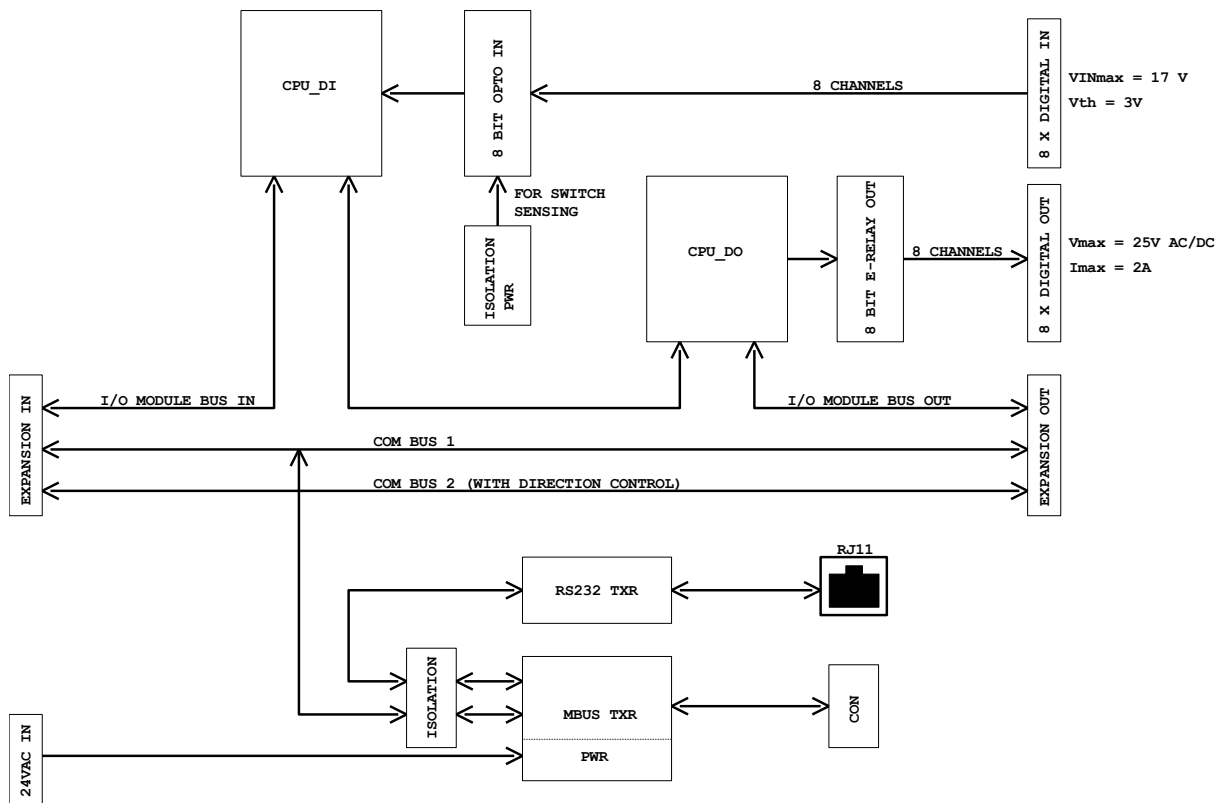 CPU_DI
8 BIT OPTO IN
8 CHANNELS
8 X DIGITAL IN
VINmax = 17 V
Vth = 3V
FOR SWITCH
SENSING
ISOLATION
PWR
CPU_DO
8 BIT E-RELAY OUT
8 CHANNELS
8 X DIGITAL OUT
Vmax = 25V AC/DC
Imax = 2A
EXPANSION IN
I/O MODULE BUS IN
I/O MODULE BUS OUT
EXPANSION OUT
COM BUS 1
COM BUS 2 (WITH DIRECTION CONTROL)
RS232 TXR
RJ11
ISOLATION
MBUS TXR
CON
24VAC IN
PWR